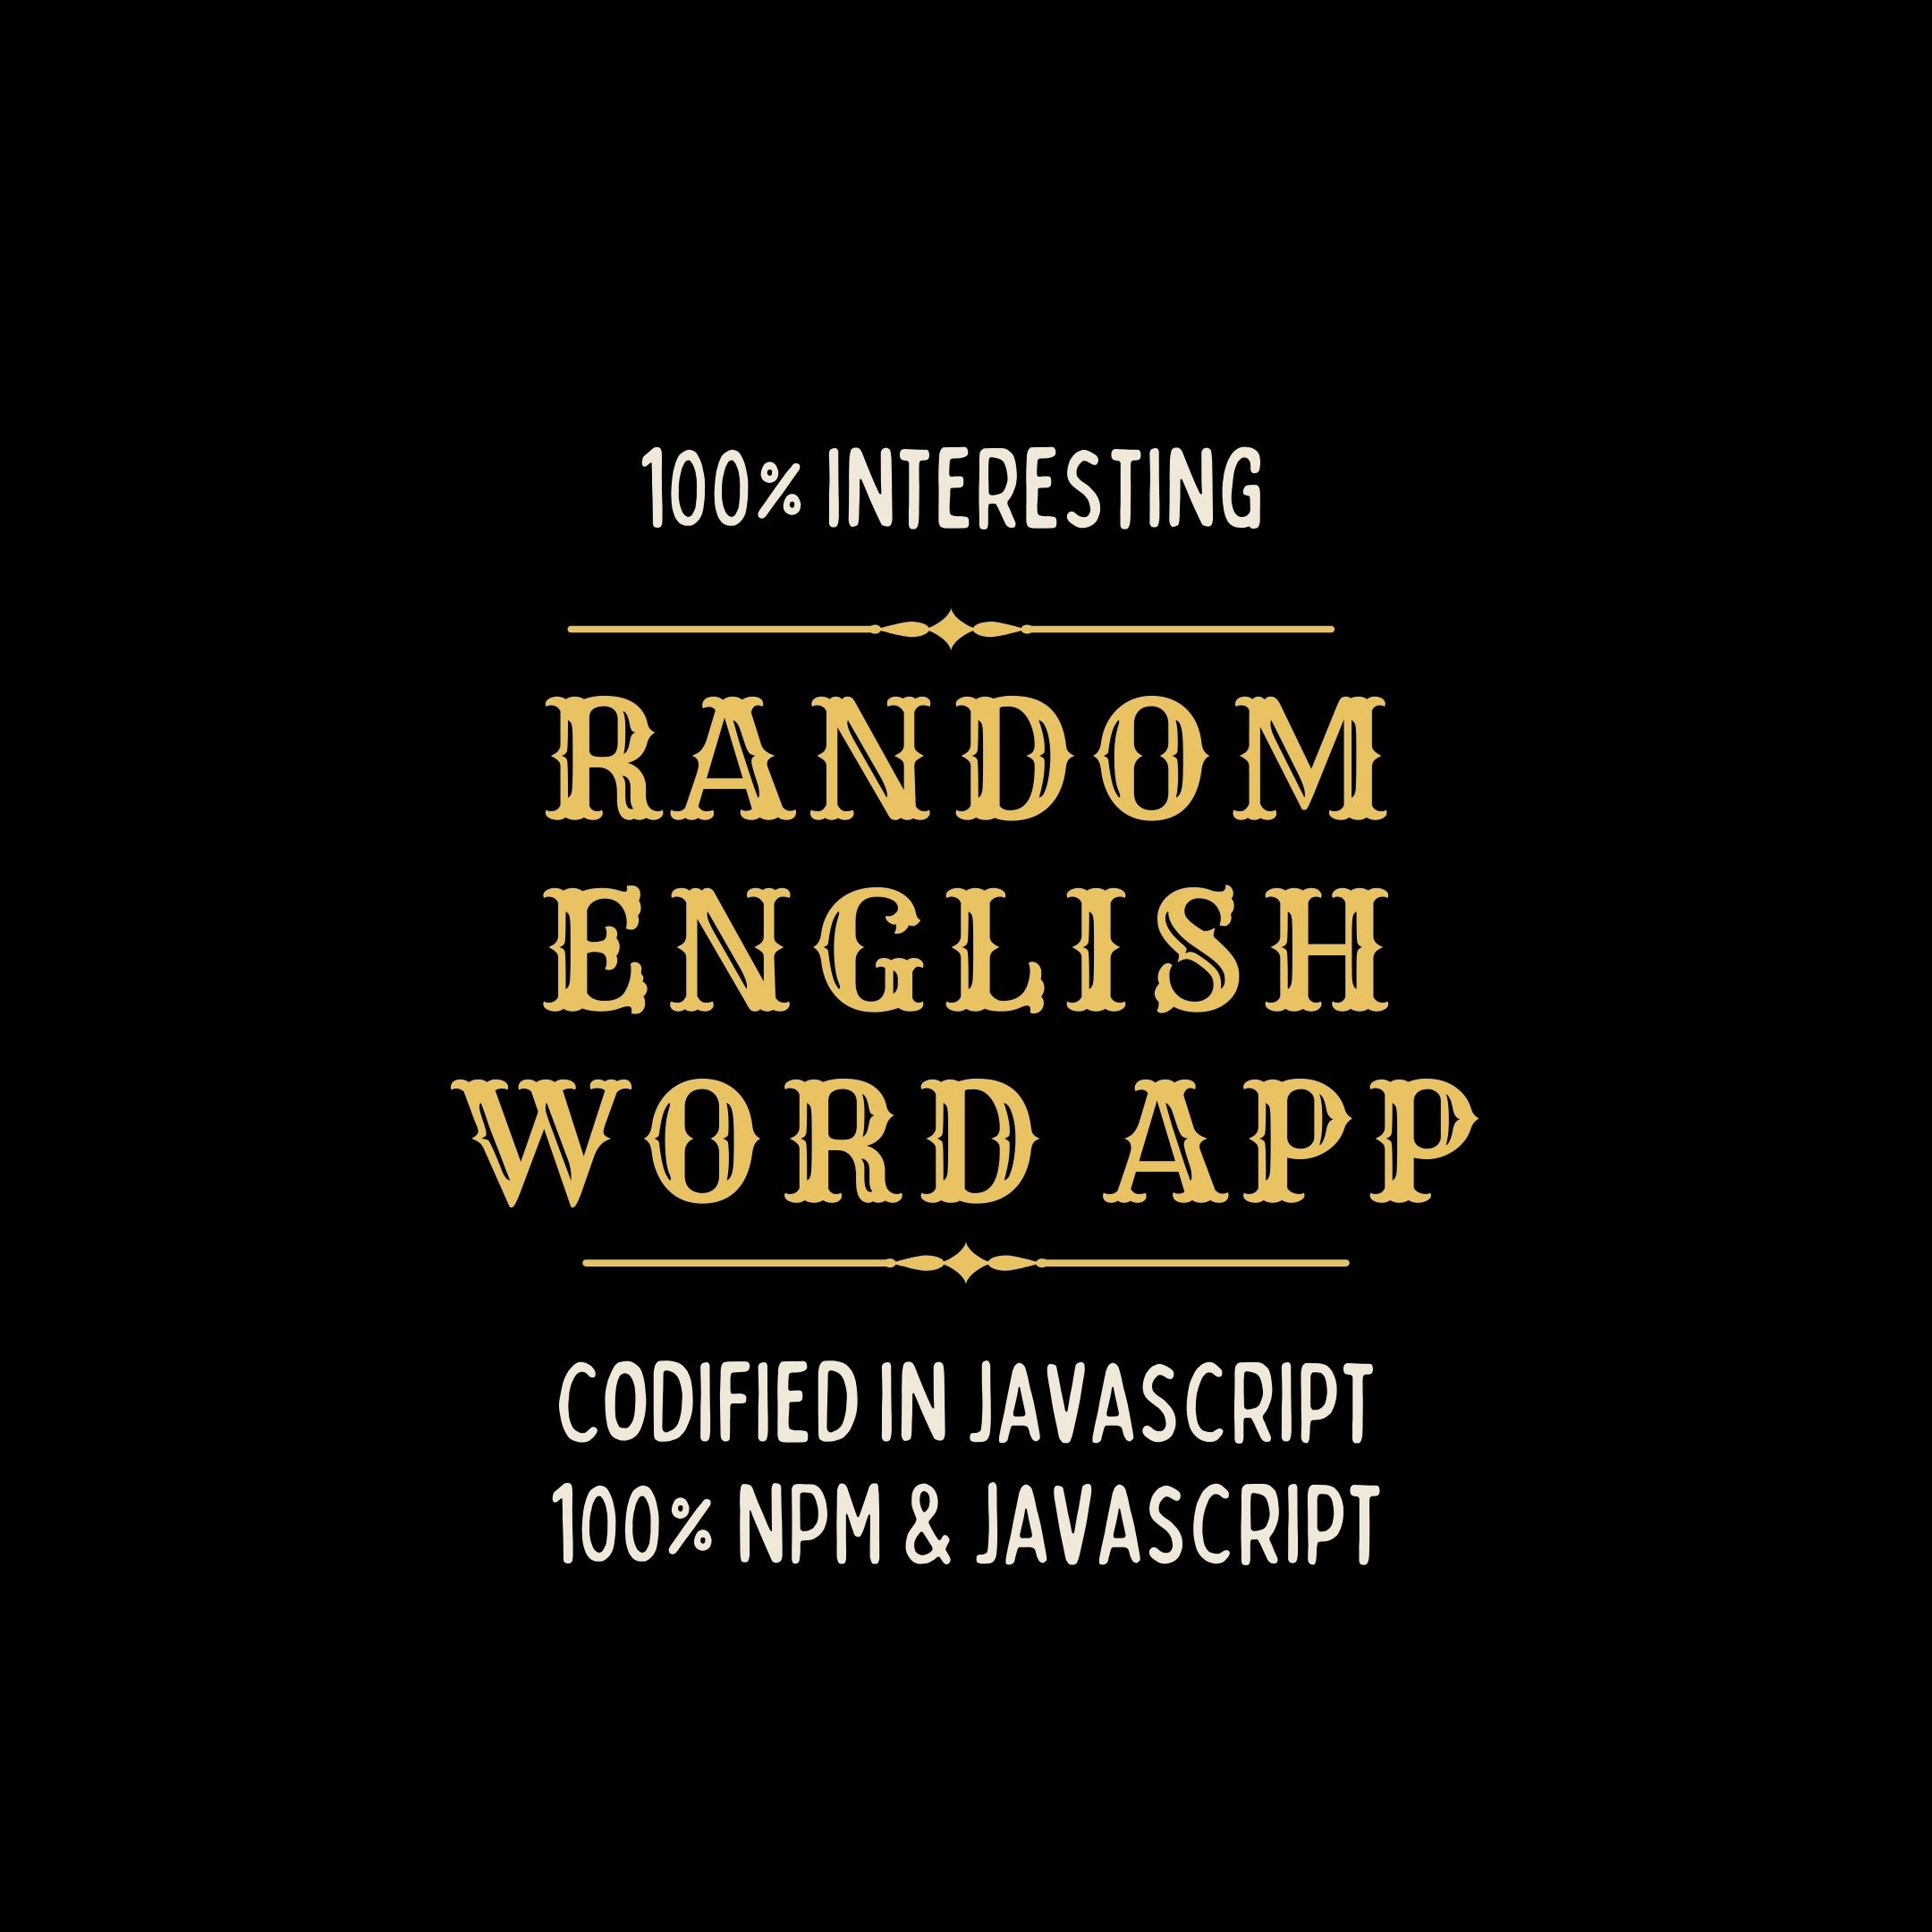 100% INTERESTING
RANDOM
ENGLISH
WORD APP
CODIFIED IN JAVASCRIPT
100% NPM & JAVASCRIPT